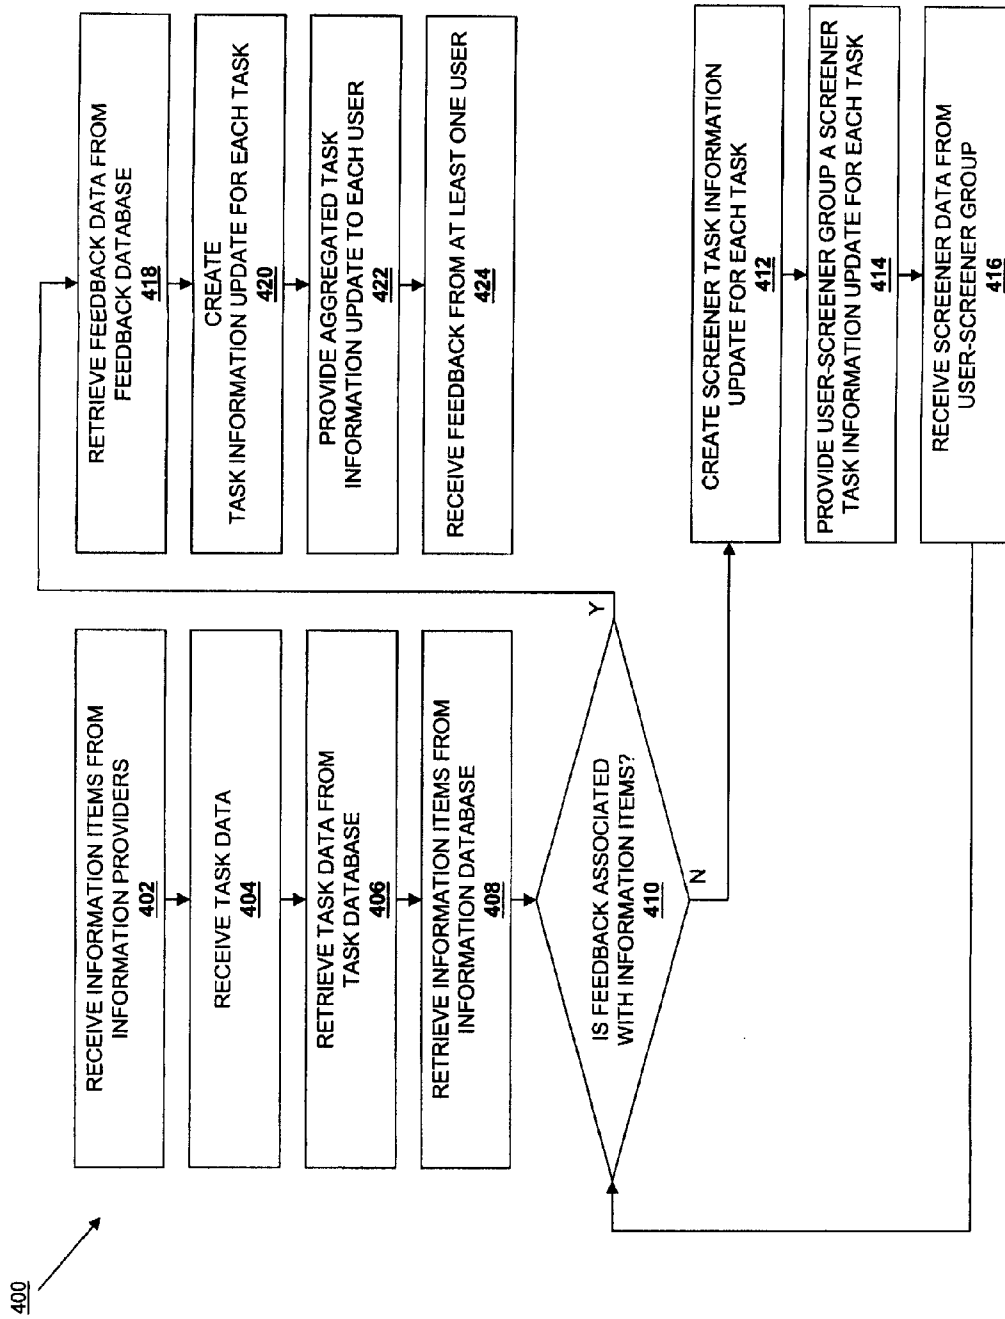 400
RECEIVE INFORMATION ITEMS FROM
INFORMATION PROVIDERS
402
RECEIVE TASK DATA
404
RETRIEVE TASK DATA FROM
TASK DATABASE
406
RETRIEVE INFORMATION ITEMS FROM
INFORMATION DATABASE
408
IS FEEDBACK ASSOCIATED
WITH INFORMATION ITEMS?
410
Y
N
RETRIEVE FEEDBACK DATA FROM
FEEDBACK DATABASE
418
CREATE
TASK INFORMATION UPDATE FOR EACH TASK
420
PROVIDE AGGREGATED TASK
INFORMATION UPDATE TO EACH USER
422
RECEIVE FEEDBACK FROM AT LEAST ONE USER
424
CREATE SCREENER TASK INFORMATION
UPDATE FOR EACH TASK
412
PROVIDE USER-SCREENER GROUP A SCREENER
TASK INFORMATION UPDATE FOR EACH TASK
414
RECEIVE SCREENER DATA FROM
USER-SCREENER GROUP
416